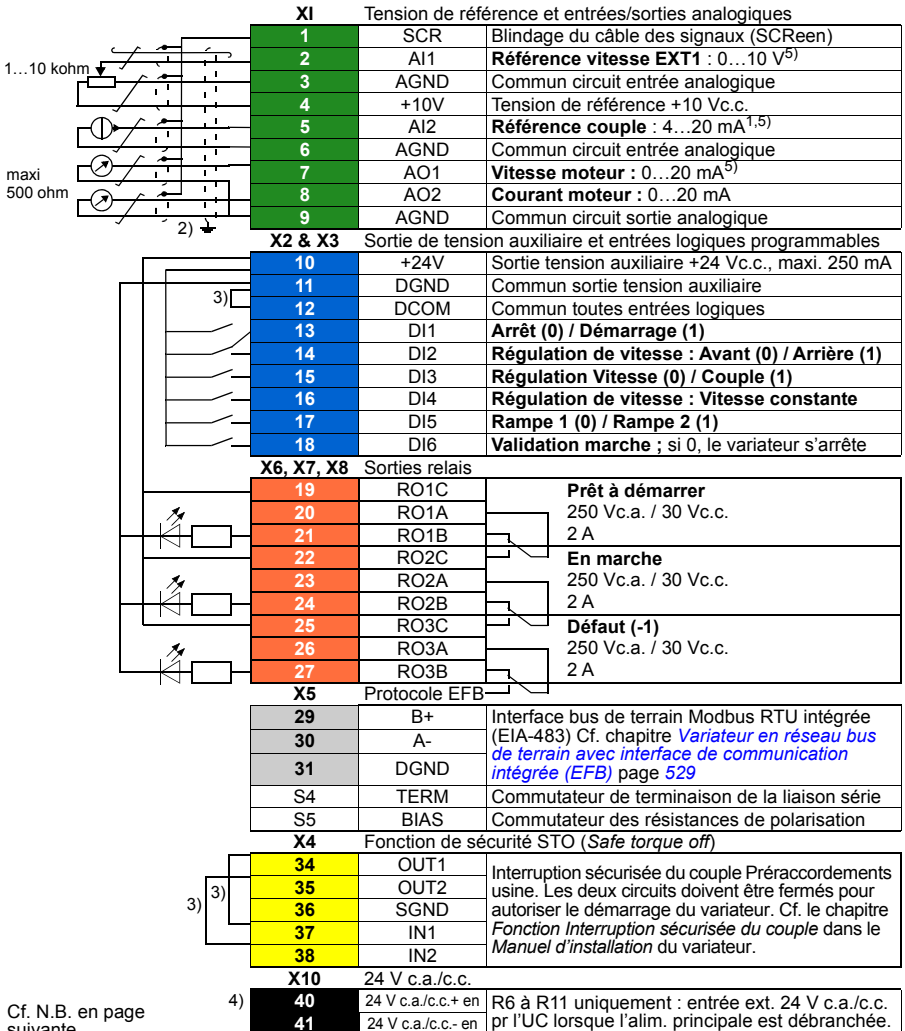 XI Tension de référence et entrées/sorties analogiques
1 SCR Blindage du câble des signaux (SCReen)
2 AI1 Référence vitesse EXT1 : 0…10 V5)
1…10 kohm
3 AGND Commun circuit entrée analogique
4 +10V Tension de référence +10 Vc.c.
5 AI2 Référence couple : 4…20 mA1,5)
6 AGND Commun circuit entrée analogique
maxi
500 ohm
7 AO1 Vitesse moteur : 0…20 mA5)
8 AO2 Courant moteur : 0…20 mA
9 AGND Commun circuit sortie analogique
2)
X2 & X3 Sortie de tension auxiliaire et entrées logiques programmables
10 +24V Sortie tension auxiliaire +24 Vc.c., maxi. 250 mA
11 DGND Commun sortie tension auxiliaire
3)
12 DCOM Commun toutes entrées logiques
13 DI1 Arrêt (0) / Démarrage (1)
14 DI2 Régulation de vitesse : Avant (0) / Arrière (1)
15 DI3 Régulation Vitesse (0) / Couple (1)
16 DI4 Régulation de vitesse : Vitesse constante
17 DI5 Rampe 1 (0) / Rampe 2 (1)
18 DI6 Validation marche ; si 0, le variateur s’arrête
X6, X7, X8 Sorties relais
19 RO1C Prêt à démarrer
20 RO1A 250 Vc.a. / 30 Vc.c.
21 RO1B 2 A
22 RO2C En marche
23 RO2A 250 Vc.a. / 30 Vc.c.
24 RO2B 2 A
25 RO3C Défaut (-1)
26 RO3A 250 Vc.a. / 30 Vc.c.
27 RO3B 2 A
X5 Protocole EFB
29 B+
30 A-
31 DGND
Interface bus de terrain Modbus RTU intégrée
(EIA-483) Cf. chapitre Variateur en réseau bus
de terrain avec interface de communication
intégrée (EFB) page 529
S4 TERM Commutateur de terminaison de la liaison série
S5 BIAS Commutateur des résistances de polarisation
X4 Fonction de sécurité STO (Safe torque off)
34 OUT1
35 OUT2
36 SGND
37 IN1
38 IN2
3)
3)
Interruption sécurisée du couple Préraccordements
usine. Les deux circuits doivent être fermés pour
autoriser le démarrage du variateur. Cf. le chapitre
Fonction Interruption sécurisée du couple dans le
Manuel d’installation du variateur.
X10 24 V c.a./c.c.
4) 40 24 V c.a./c.c.+ en
41 24 V c.a./c.c.- en
R6 à R11 uniquement : entrée ext. 24 V c.a./c.c.
pr l’UC lorsque l’alim. principale est débranchée.
Cf. N.B. en page
suivante